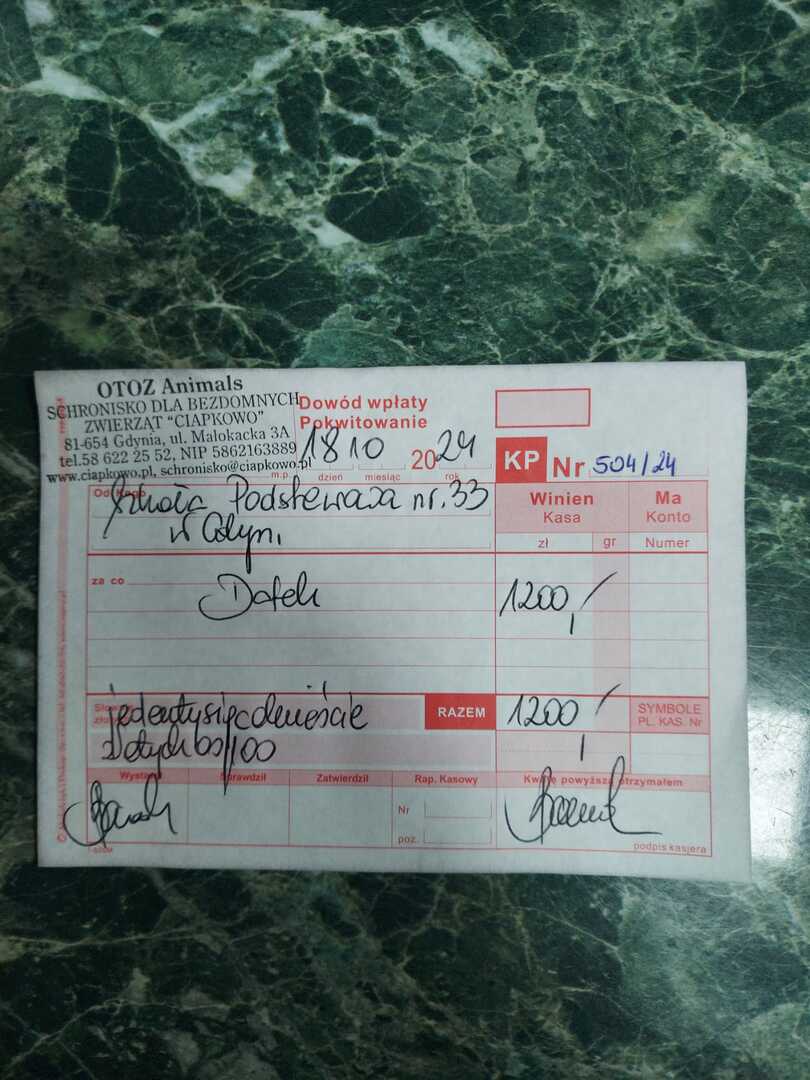 OTOZ Animals
SCHRONISKO DLA BEZDOMNYCH
ZWIERZĄT "CIAPKOWO"
81-654 Gdynia, ul. Małokacka 3A
tel.58 622 25 52, NIP 5862163889
www.ciapkowo.pl, schronisko@ciapkowo.pl
Dowód wpłaty
Pokwitowanie
18 10 2024
m.p. dzień miesiąc rok
KP Nr 504/24
Od kogo Szkoła Podstawowa nr. 33
w Gdyni
Winien Ma
Kasa Konto
zł gr Numer
za co Datek 1200,-
jedentysiącdwieście
złotych 00/100
RAZEM 1200,-
SYMBOLE
PL. KAS. Nr
Wystawił Sprawdził Zatwierdził Rap. Kasowy Kwotę powyższą otrzymałem
Nr
poz.
podpis kasjera